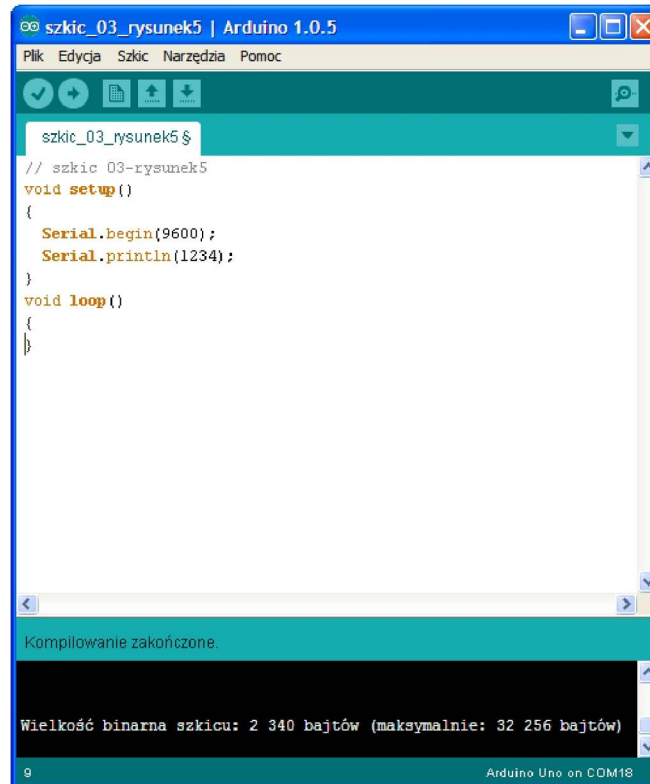 szkic_03_rysunek5 | Arduino 1.0.5
Plik Edycja Szkic Narzędzia Pomoc
szkic_03_rysunek5 §
// szkic 03-rysunek5
void setup()
{
  Serial.begin(9600);
  Serial.println(1234);
}
void loop()
{
}
Kompilowanie zakończone.
Wielkość binarna szkicu: 2 340 bajtów (maksymalnie: 32 256 bajtów)
9 Arduino Uno on COM18